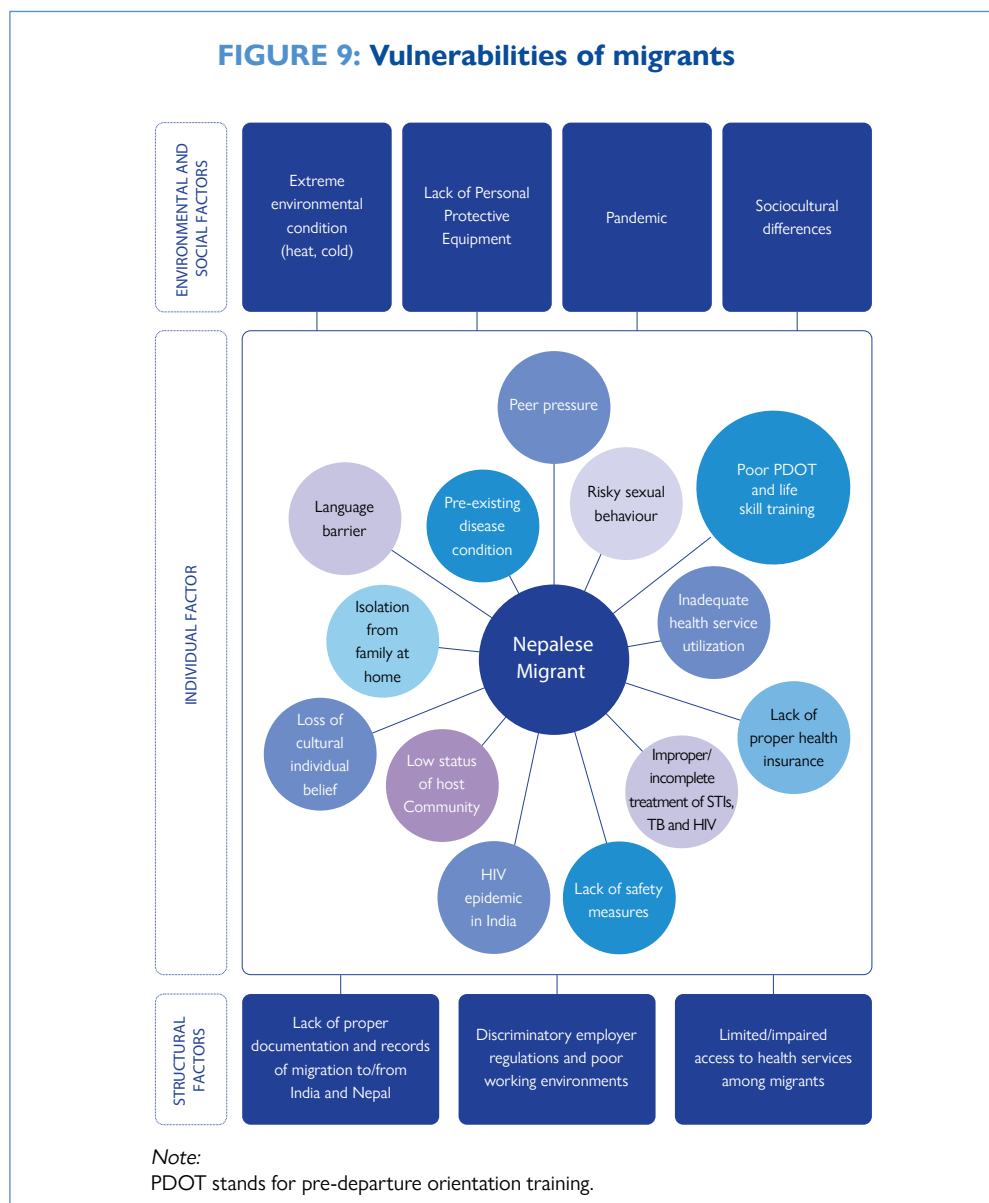 FIGURE 9: Vulnerabilities of migrants
ENVIRONMENTAL AND
SOCIAL FACTORS
Extreme
environmental
condition
(heat, cold)
Lack of Personal
Protective
Equipment
Pandemic
Sociocultural
differences
INDIVIDUAL FACTOR
Peer pressure
Language
barrier
Pre-existing
disease
condition
Risky sexual
behaviour
Poor PDOT
and life
skill training
Isolation
from
family at
home
Nepalese
Migrant
Inadequate
health service
utilization
Loss of
cultural
individual
belief
Low status
of host
Community
Improper/
incomplete
treatment of STIs,
TB and HIV
Lack of
proper health
insurance
HIV
epidemic
in India
Lack of safety
measures
STRUCTURAL
FACTORS
Lack of proper
documentation and records
of migration to/from
India and Nepal
Discriminatory employer
regulations and poor
working environments
Limited/impaired
access to health services
among migrants
Note:
PDOT stands for pre-departure orientation training.